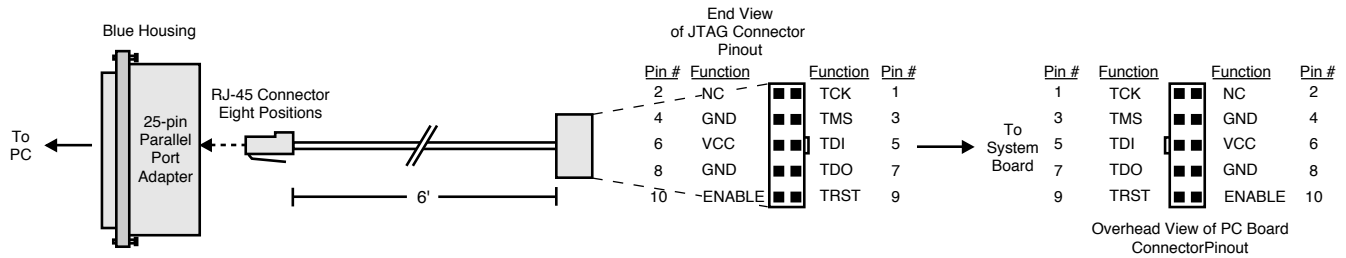 Blue Housing
To
PC
25-pin
Parallel
Port
Adapter
RJ-45 Connector
Eight Positions
6'
End View
of JTAG Connector
Pinout
Pin # Function Function Pin #
2 NC TCK 1
4 GND TMS 3
6 VCC TDI 5
8 GND TDO 7
10 ENABLE TRST 9
To
System
Board
Pin # Function Function Pin #
1 TCK NC 2
3 TMS GND 4
5 TDI VCC 6
7 TDO GND 8
9 TRST ENABLE 10
Overhead View of PC Board
ConnectorPinout